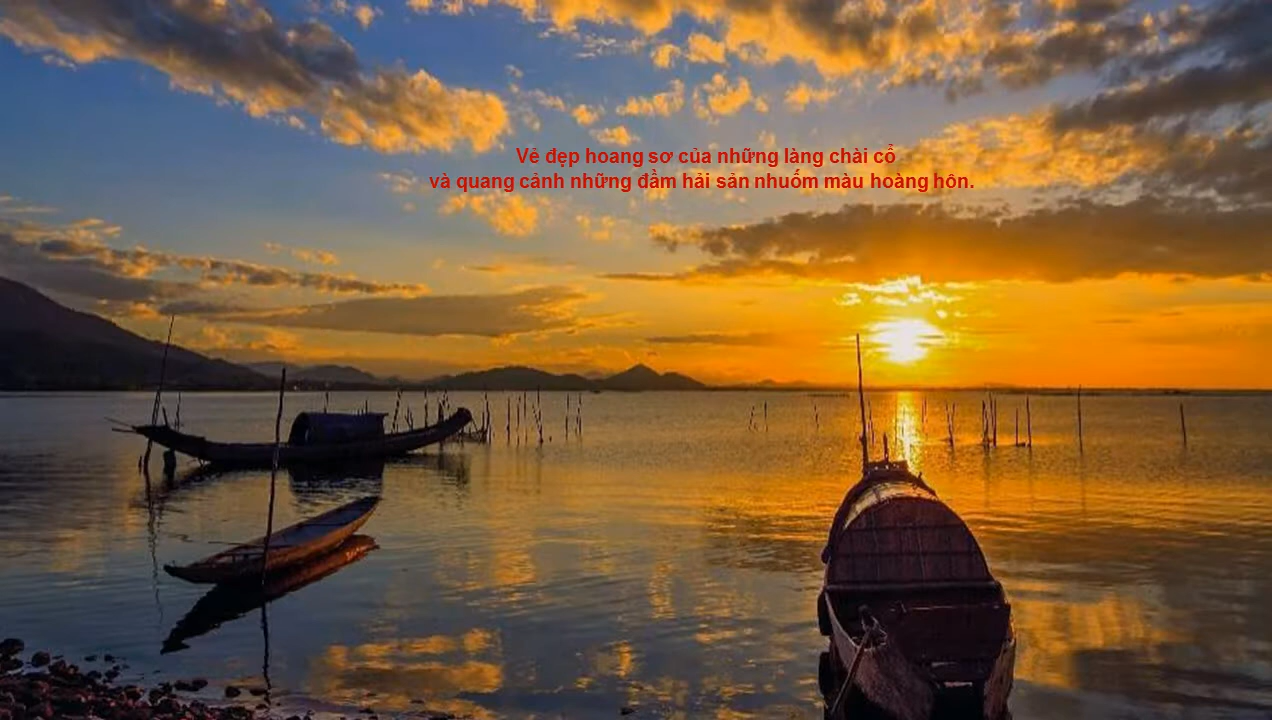 Vẻ đẹp hoang sơ của những làng chài cổ
và quang cảnh những đầm hải sản nhuốm màu hoàng hôn.